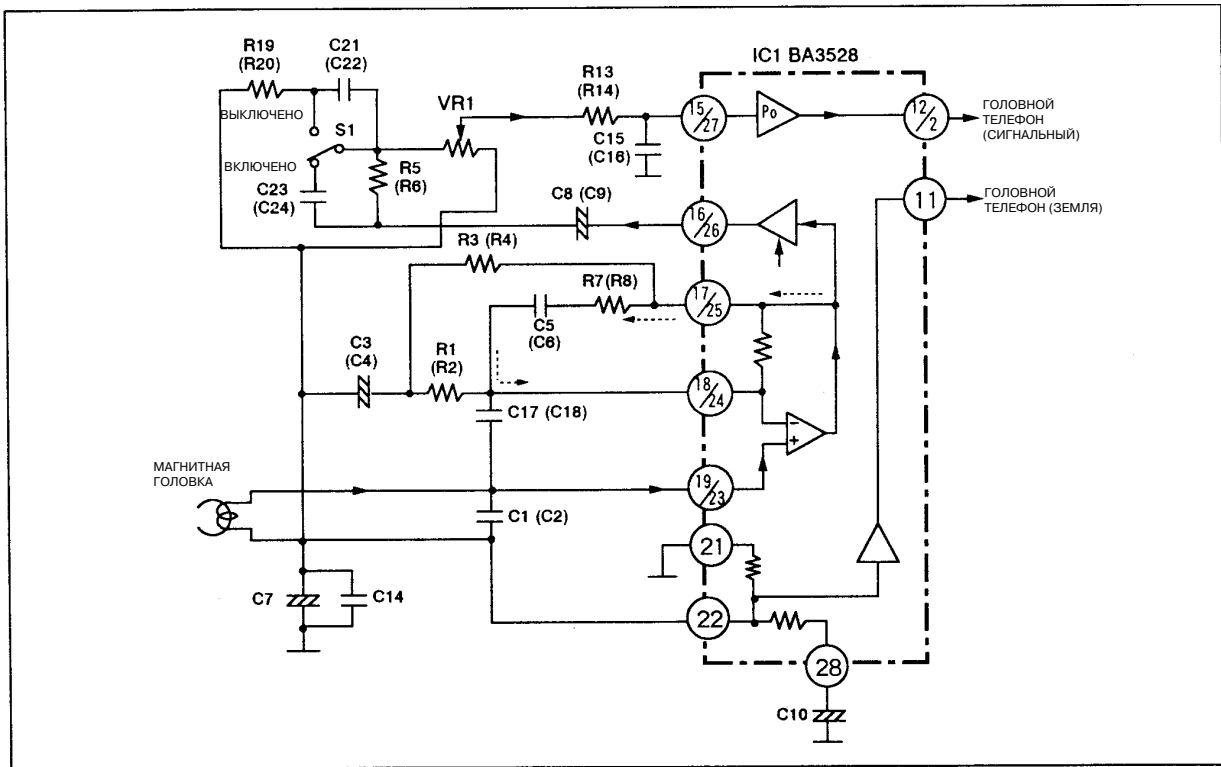 IC1 BA3528
R19
(R20)
C21
(C22)
R13
(R14)
VR1
15/27
Po
12/2
ГОЛОВНОЙ
ТЕЛЕФОН
(СИГНАЛЬНЫЙ)
ВЫКЛЮЧЕНО
S1
C15
(C16)
ВКЛЮЧЕНО
R5
(R6)
C23
(C24)
C8 (C9)
16/26
11
ГОЛОВНОЙ
ТЕЛЕФОН (ЗЕМЛЯ)
R3 (R4)
R7(R8)
17/25
C5
(C6)
C3
(C4)
R1
(R2)
18/24
C17 (C18)
−
+
МАГНИТНАЯ
ГОЛОВКА
19/23
C1 (C2)
21
C7
C14
22
28
C10